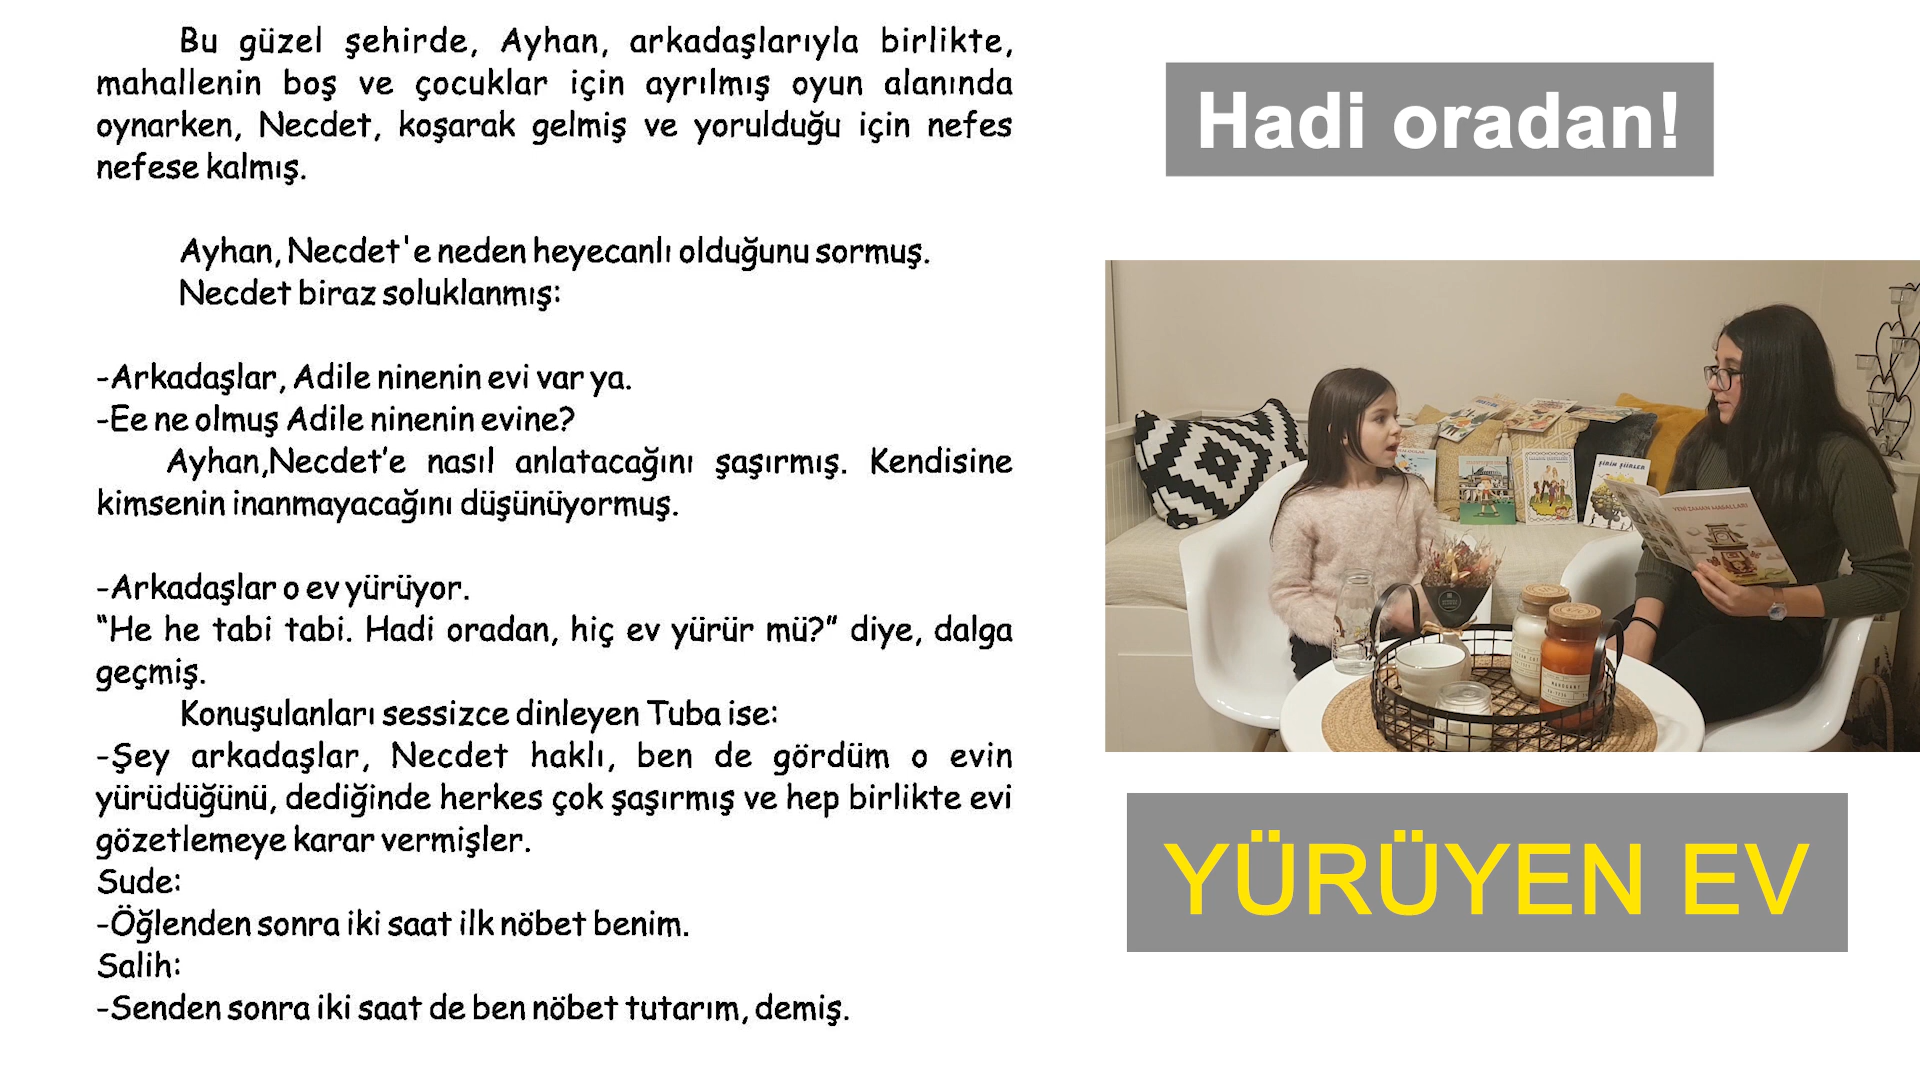 Bu güzel şehirde, Ayhan, arkadaşlarıyla birlikte,
mahallenin boş ve çocuklar için ayrılmış oyun alanında
oynarken, Necdet, koşarak gelmiş ve yorulduğu için nefes
nefese kalmış.
Ayhan, Necdet'e neden heyecanlı olduğunu sormuş.
Necdet biraz soluklanmış:
-Arkadaşlar, Adile ninenin evi var ya.
-Ee ne olmuş Adile ninenin evine?
Ayhan,Necdet’e nasıl anlatacağını şaşırmış. Kendisine
kimsenin inanmayacağını düşünüyormuş.
-Arkadaşlar o ev yürüyor.
“He he tabi tabi. Hadi oradan, hiç ev yürür mü?” diye, dalga
geçmiş.
Konuşulanları sessizce dinleyen Tuba ise:
-Şey arkadaşlar, Necdet haklı, ben de gördüm o evin
yürüdüğünü, dediğinde herkes çok şaşırmış ve hep birlikte evi
gözetlemeye karar vermişler.
Sude:
-Öğlenden sonra iki saat ilk nöbet benim.
Salih:
-Senden sonra iki saat de ben nöbet tutarım, demiş.
Hadi oradan!
ŞİRİN ŞİİRLER
YENİ ZAMAN MASALLARI
MAHOGANY
YÜRÜYEN EV